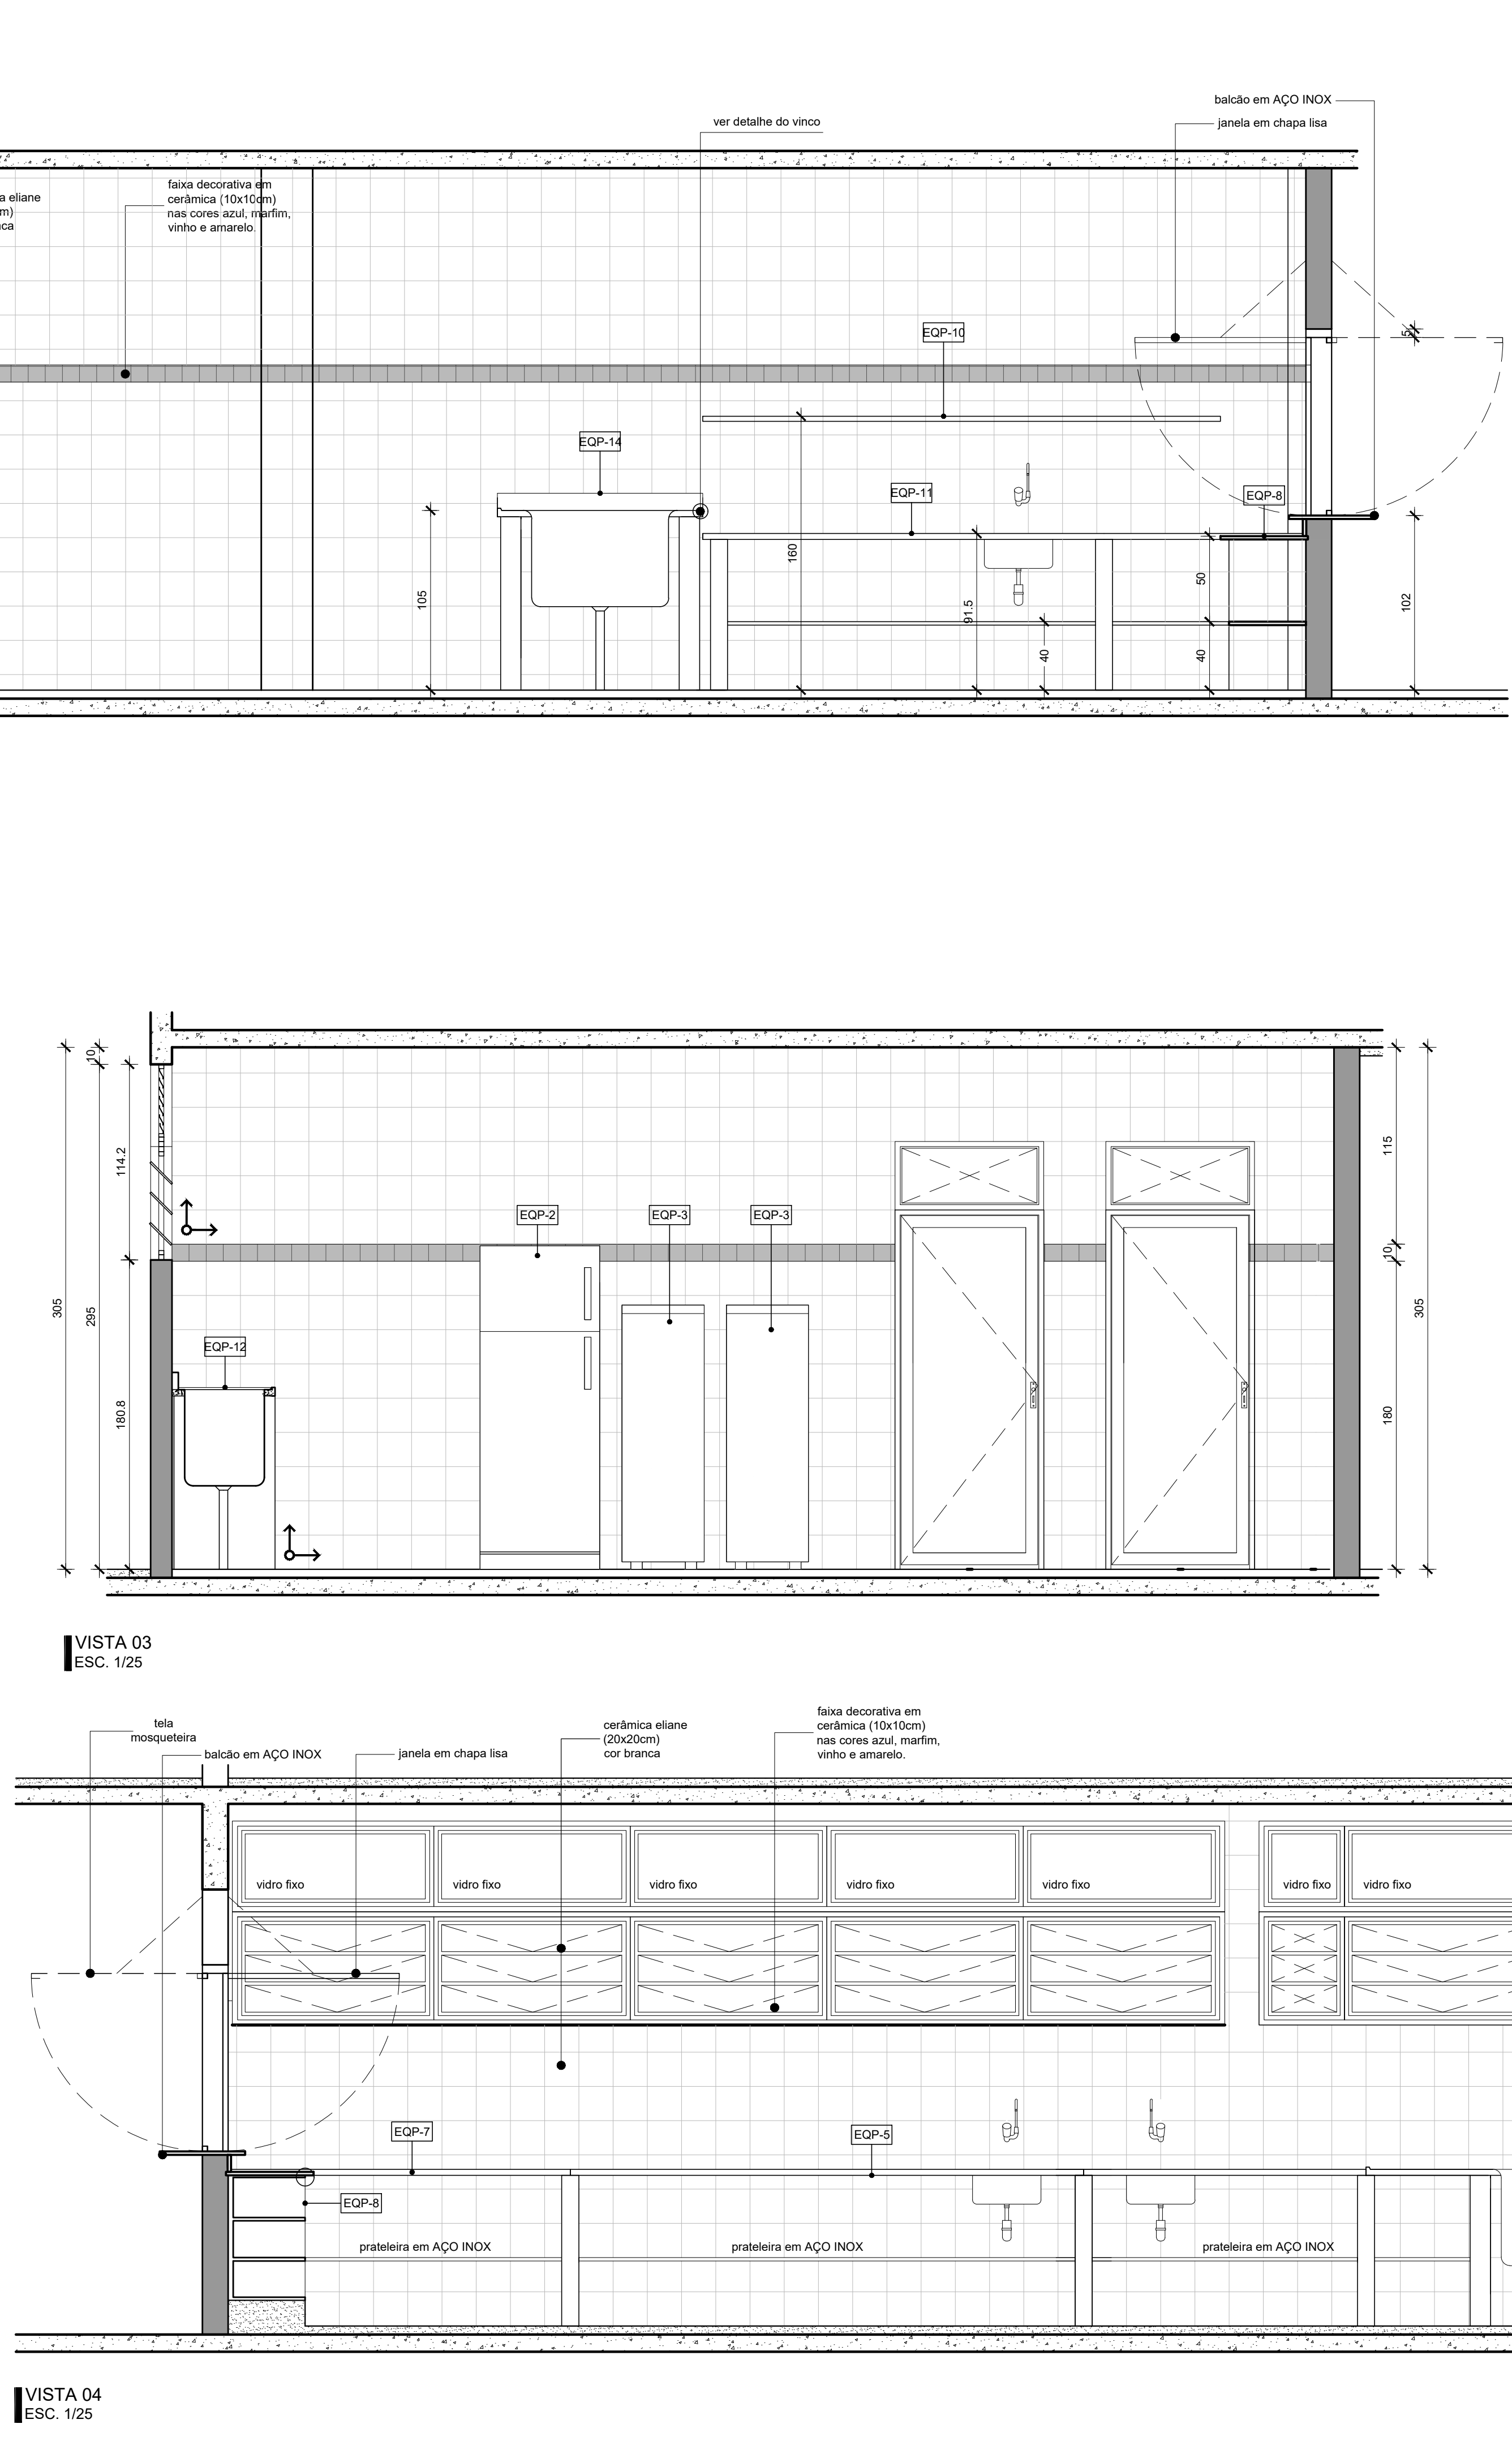 balcão em AÇO INOX
janela em chapa lisa
ver detalhe do vinco
a eliane
m)
nca
faixa decorativa em
cerâmica (10x10cm)
nas cores azul, marfim,
vinho e amarelo.
EQP-10
5
EQP-14
EQP-11
EQP-8
105
160
91.5
40
50
40
102
10
305
295
114.2
180.8
EQP-2
EQP-3
EQP-3
EQP-12
115
10
180
305
VISTA 03
ESC. 1/25
tela
mosqueteira
balcão em AÇO INOX
janela em chapa lisa
cerâmica eliane
(20x20cm)
cor branca
faixa decorativa em
cerâmica (10x10cm)
nas cores azul, marfim,
vinho e amarelo.
vidro fixo
vidro fixo
vidro fixo
vidro fixo
vidro fixo
vidro fixo
vidro fixo
EQP-7
EQP-5
EQP-8
prateleira em AÇO INOX
prateleira em AÇO INOX
prateleira em AÇO INOX
VISTA 04
ESC. 1/25